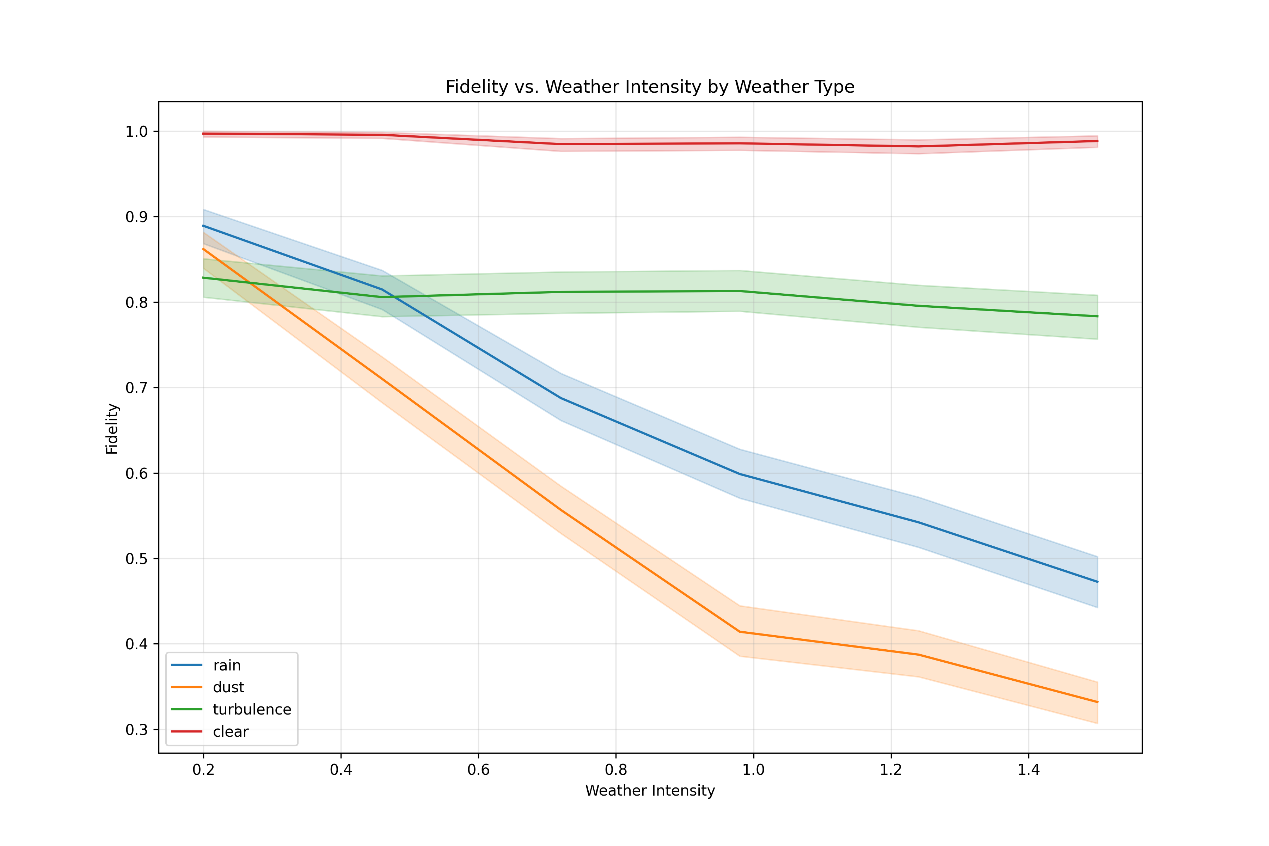 Fidelity vs. Weather Intensity by Weather Type
1.0
0.9
0.8
0.7
0.6
0.5
0.4
0.3
Fidelity
rain
dust
turbulence
clear
0.2 0.4 0.6 0.8 1.0 1.2 1.4
Weather Intensity